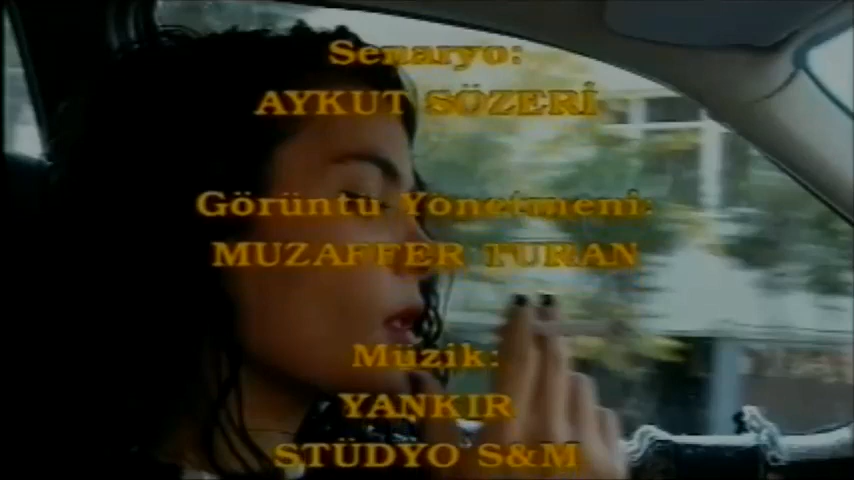 Senaryo:
AYKUT SÖZERİ
Görüntü Yönetmeni:
MUZAFFER TURAN
Müzik:
YANKIR
STÜDYO S&M